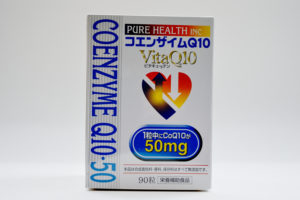 COENZYME Q10・50
PURE HEALTH INC.
コエンザイムQ10
VitaQ10
ビタキュウテン
1粒中にCoQ10が
50mg
90粒
栄養補助食品